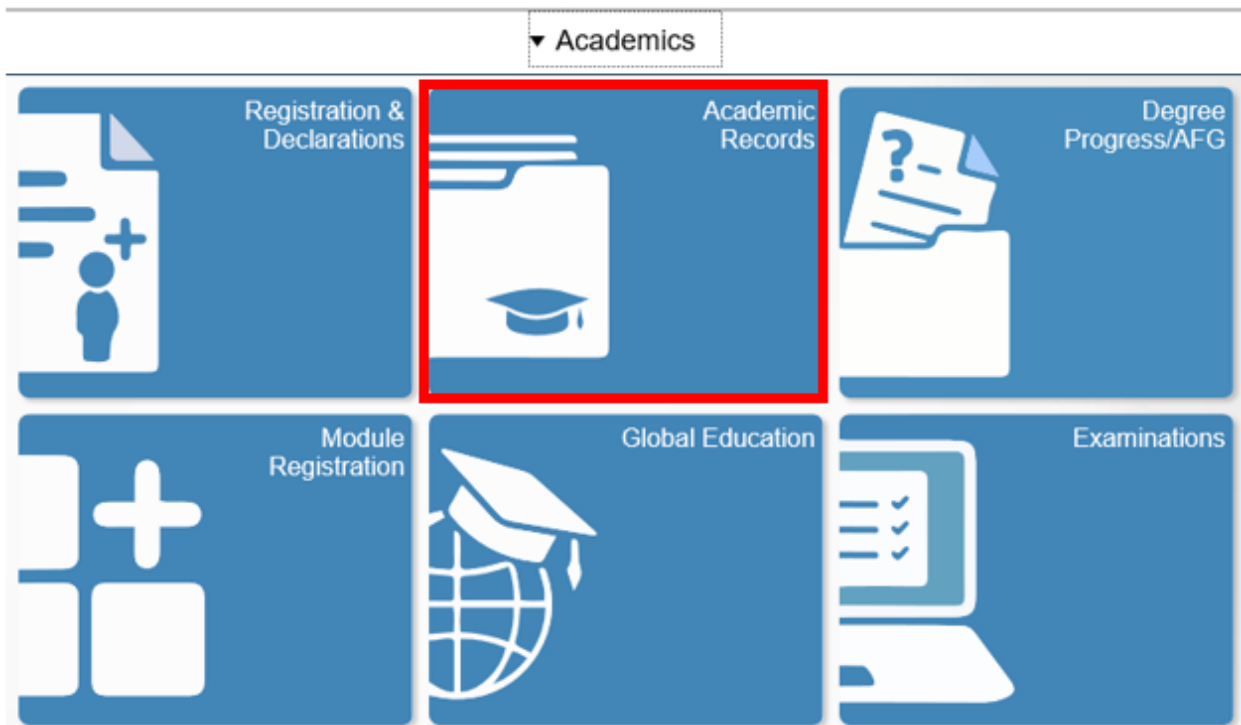 Academics
Registration &
Declarations
Academic
Records
Degree
Progress/AFG
?
Module
Registration
Global Education
Examinations